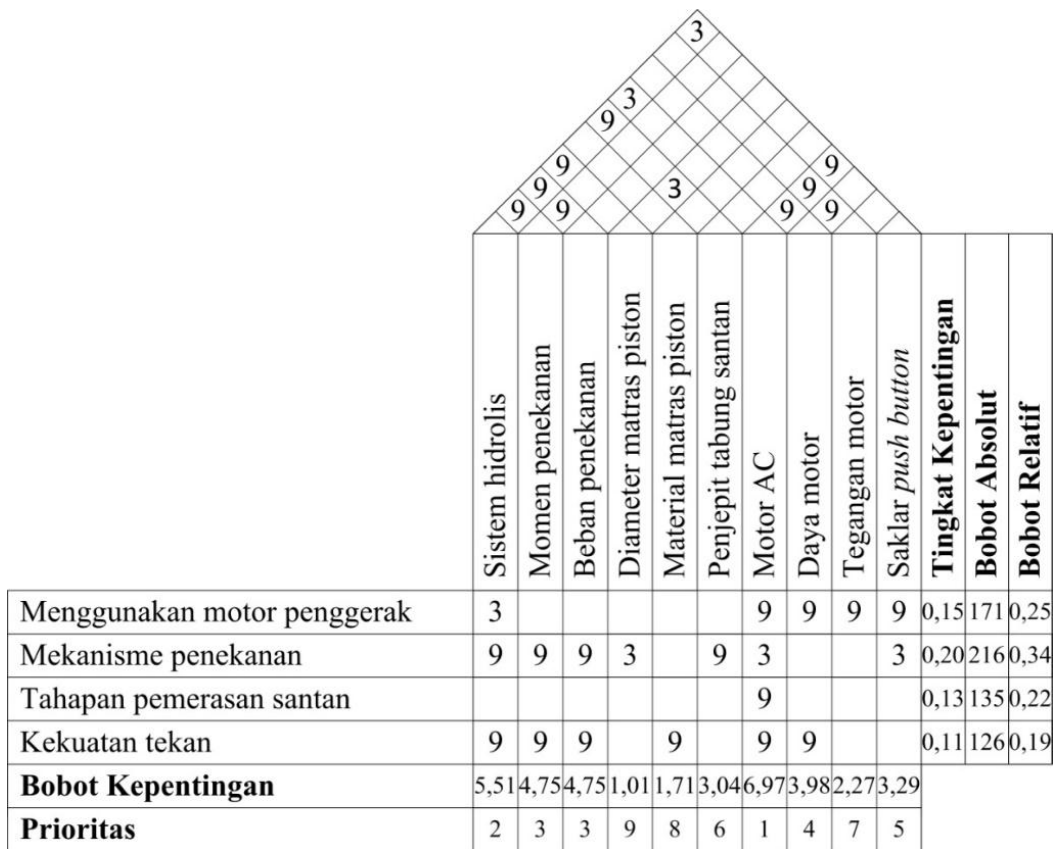 3
3
9
9
9
3
9
9
9
9
9
9
9
Sistem hidrolis
Momen penekanan
Beban penekanan
Diameter matras piston
Material matras piston
Penjepit tabung santan
Motor AC
Daya motor
Tegangan motor
Saklar push button
Tingkat Kepentingan
Bobot Absolut
Bobot Relatif
Menggunakan motor penggerak 3 9 9 9 9 0,15 171 0,25
Mekanisme penekanan 9 9 9 3 9 3 3 0,20 216 0,34
Tahapan pemerasan santan 9 0,13 135 0,22
Kekuatan tekan 9 9 9 9 9 9 0,11 126 0,19
Bobot Kepentingan 5,51 4,75 4,75 1,01 1,71 3,04 6,97 3,98 2,27 3,29
Prioritas 2 3 3 9 8 6 1 4 7 5